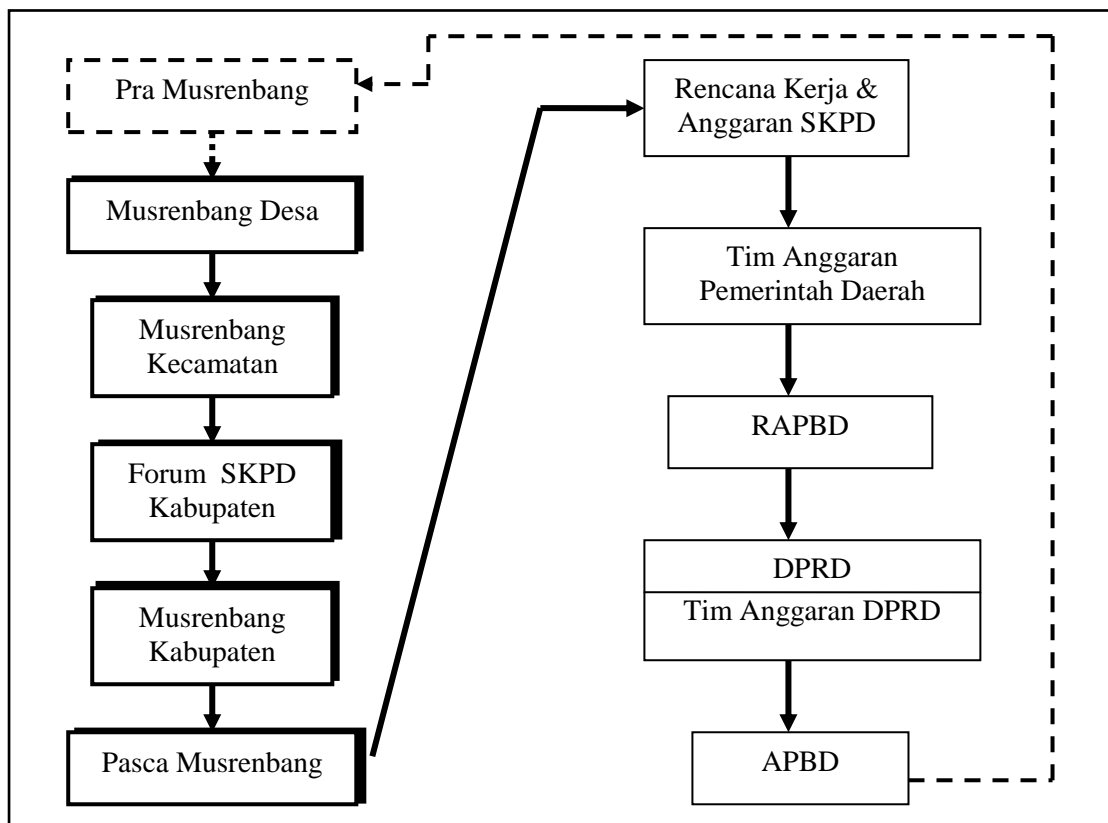 Pra Musrenbang
Musrenbang Desa
Musrenbang
Kecamatan
Forum SKPD
Kabupaten
Musrenbang
Kabupaten
Pasca Musrenbang
Rencana Kerja &
Anggaran SKPD
Tim Anggaran
Pemerintah Daerah
RAPBD
DPRD
Tim Anggaran DPRD
APBD